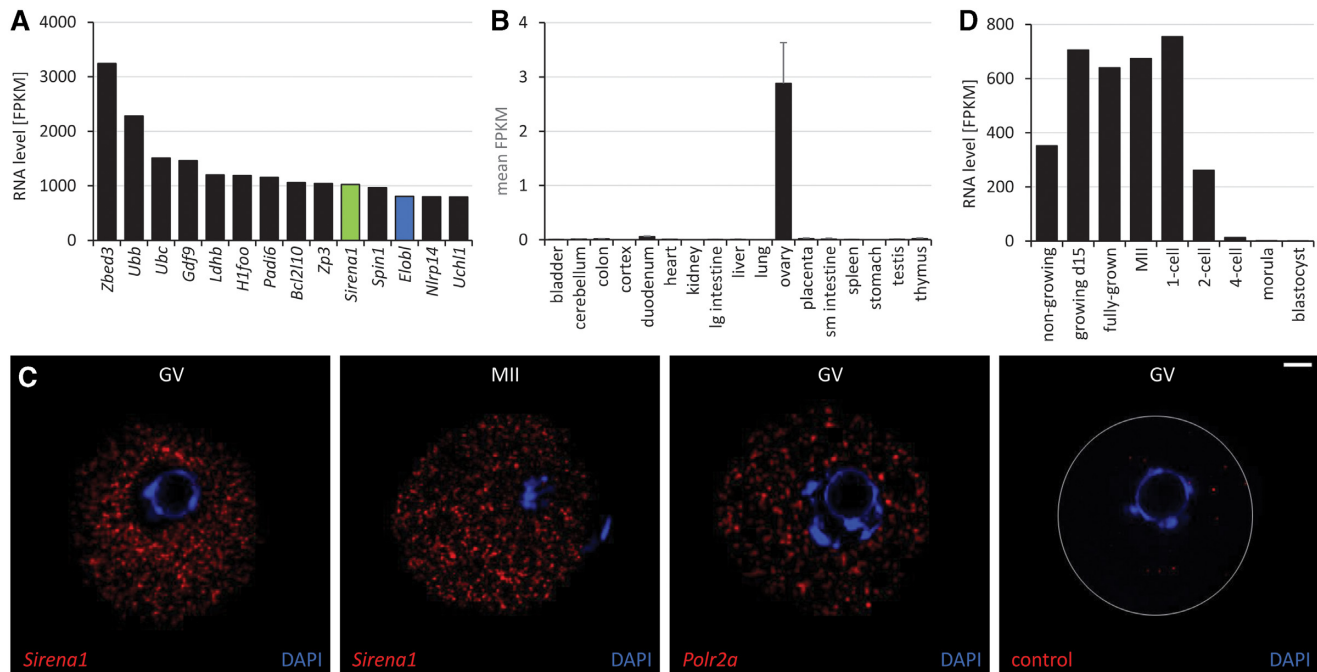 A
RNA level [FPKM]
4000
3000
2000
1000
0
Zbed3
Ubb
Ubc
Gdf9
Ldhb
H1foo
Padi6
Bcl2l10
Zp3
Sirena1
Spin1
Elobl
Nlrp14
Uchl1
B
mean FPKM
4
3
2
1
0
bladder
cerebellum
colon
cortex
duodenum
heart
kidney
lg intestine
liver
lung
ovary
placenta
sm intestine
spleen
stomach
testis
thymus
D
RNA level [FPKM]
800
600
400
200
0
non-growing
growing d15
fully-grown
MII
1-cell
2-cell
4-cell
morula
blastocyst
C
GV
Sirena1 DAPI
MII
Sirena1 DAPI
GV
Polr2a DAPI
GV
control DAPI